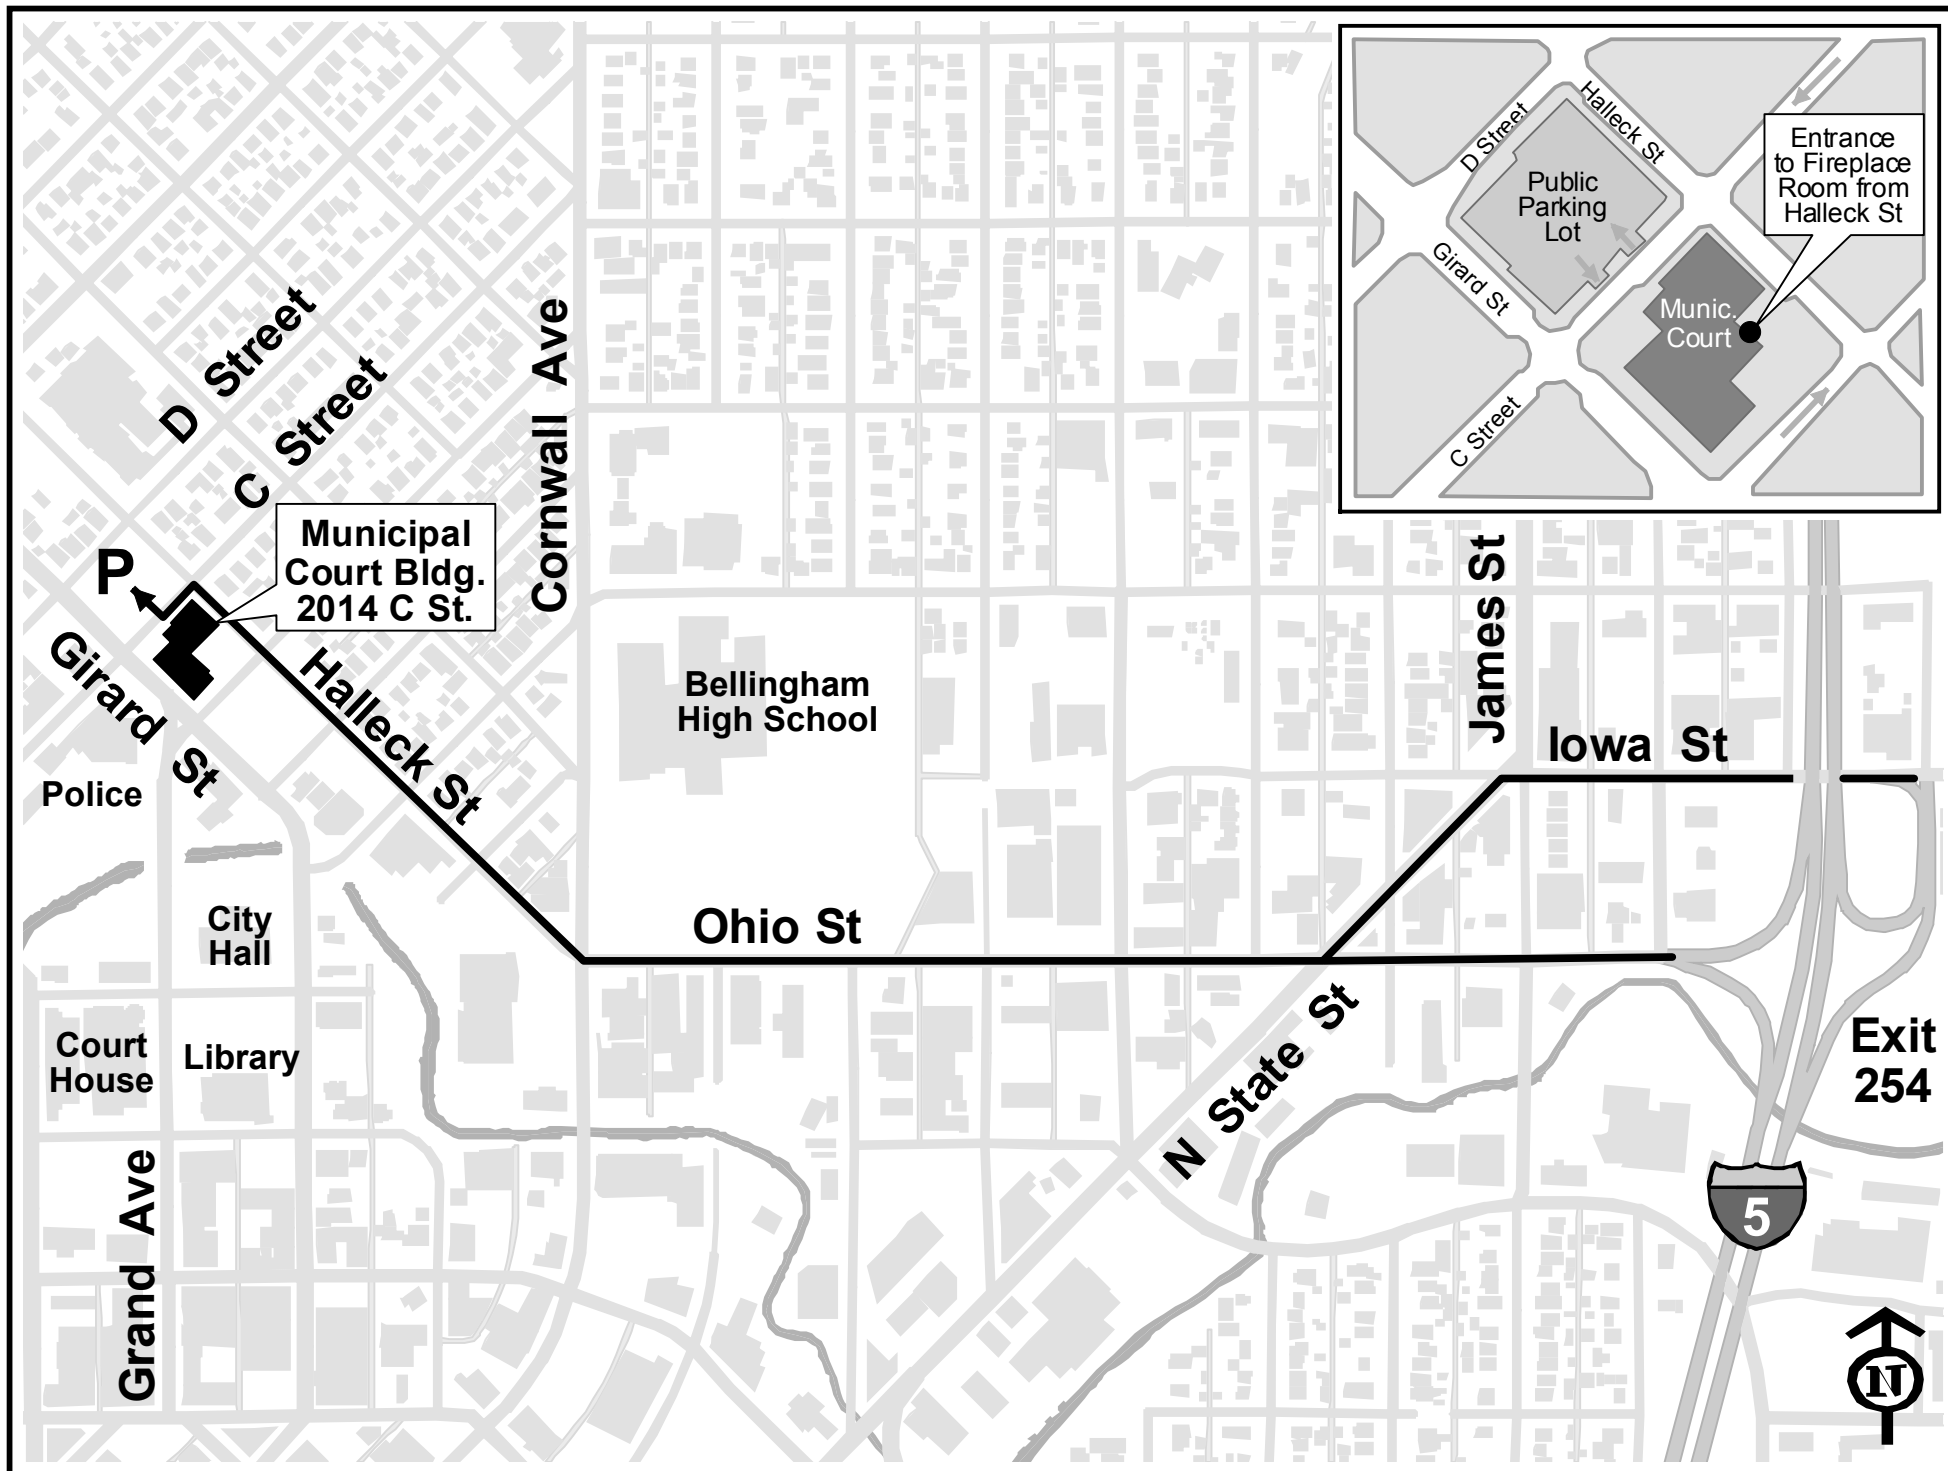 D Street
C Street
Cornwall Ave
Municipal
Court Bldg.
2014 C St.
P
Girard St
Halleck St
Police
City
Hall
Court
House
Library
Grand Ave
Bellingham
High School
Ohio St
N State St
James St
Iowa St
Exit
254
5
N
D Street
Halleck St
Public
Parking
Lot
Girard St
C Street
Munic.
Court
Entrance
to Fireplace
Room from
Halleck St